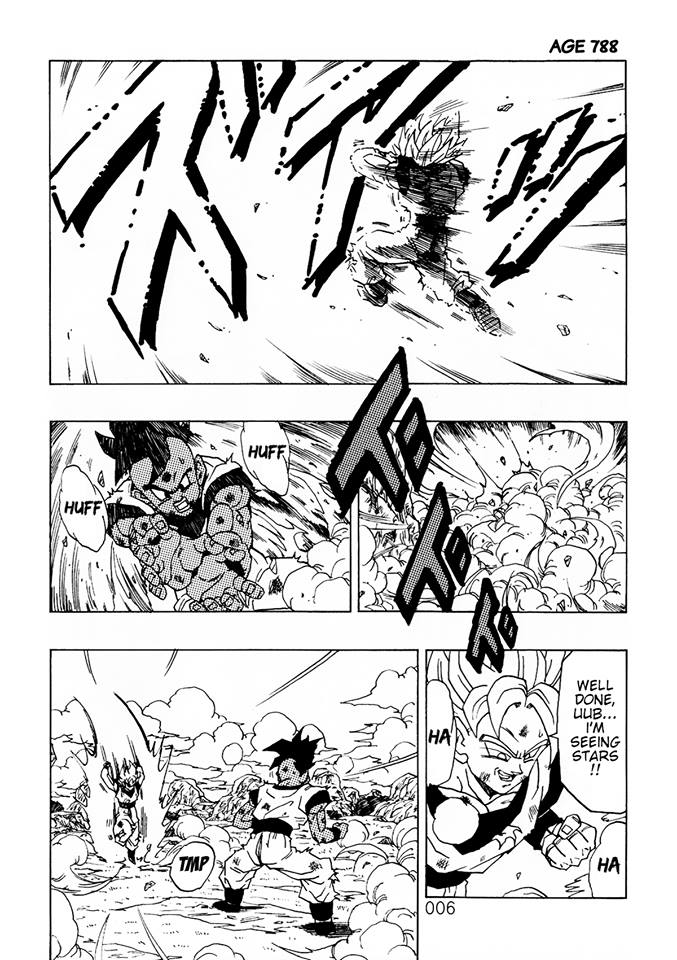 AGE 788
HUFF
HUFF
TMP
HA
WELL
DONE,
UUB...
I'M
SEEING
STARS
!!
HA
006